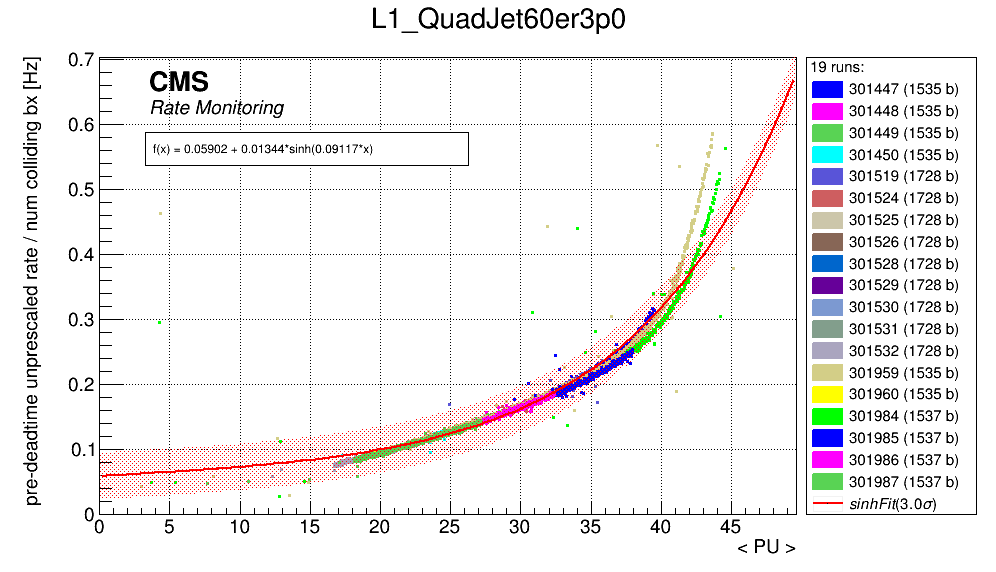 L1_QuadJet60er3p0
pre-deadtime unprescaled rate / num colliding bx [Hz]
0.7
0.6
0.5
0.4
0.3
0.2
0.1
0
CMS
Rate Monitoring
f(x) = 0.05902 + 0.01344*sinh(0.09117*x)
0 5 10 15 20 25 30 35 40 45
< PU >
19 runs:
301447 (1535 b)
301448 (1535 b)
301449 (1535 b)
301450 (1535 b)
301519 (1728 b)
301524 (1728 b)
301525 (1728 b)
301526 (1728 b)
301528 (1728 b)
301529 (1728 b)
301530 (1728 b)
301531 (1728 b)
301532 (1728 b)
301959 (1535 b)
301960 (1535 b)
301984 (1537 b)
301985 (1537 b)
301986 (1537 b)
301987 (1537 b)
sinhFit(3.0σ)